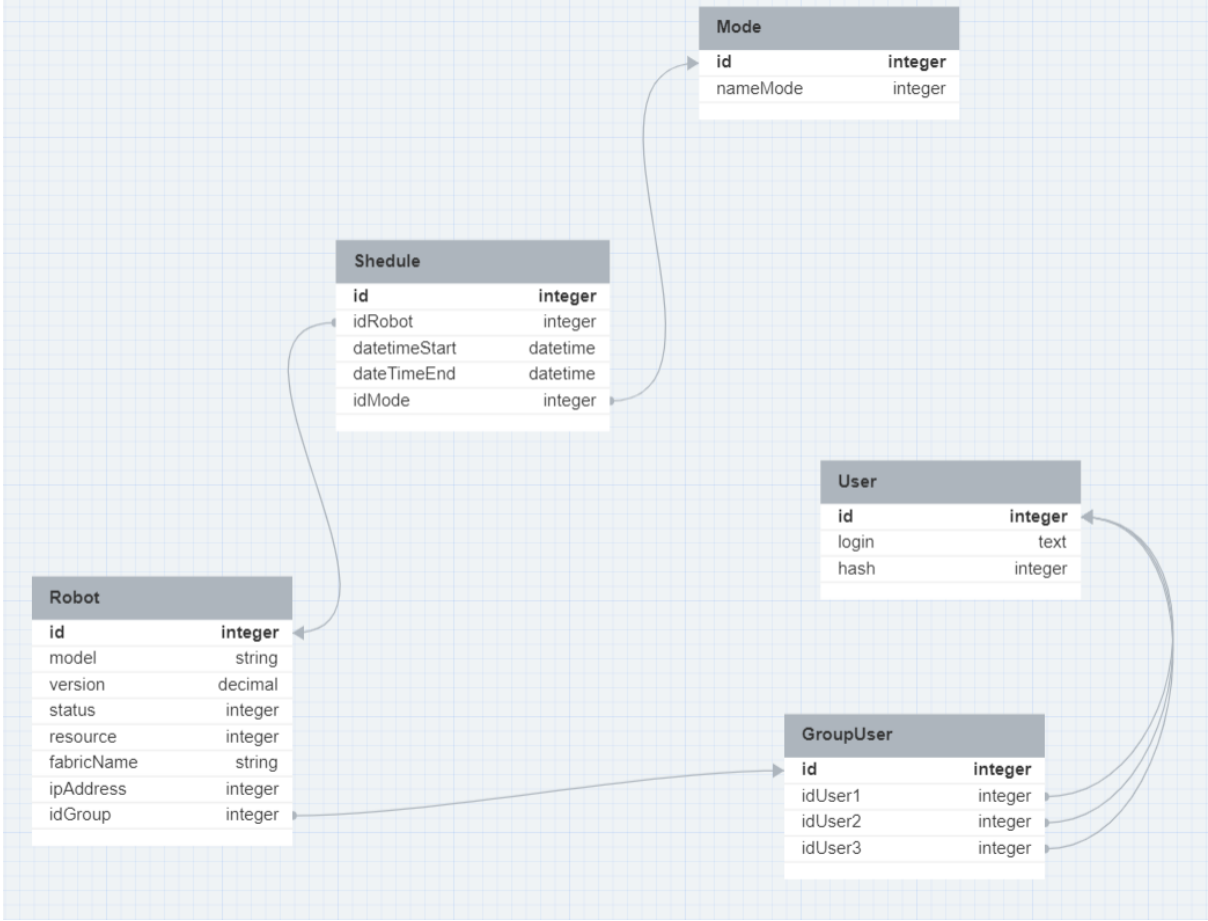 Mode
id integer
nameMode integer
Shedule
id integer
idRobot integer
datetimeStart datetime
dateTimeEnd datetime
idMode integer
User
id integer
login text
hash integer
Robot
id integer
model string
version decimal
status integer
resource integer
fabricName string
ipAddress integer
idGroup integer
GroupUser
id integer
idUser1 integer
idUser2 integer
idUser3 integer